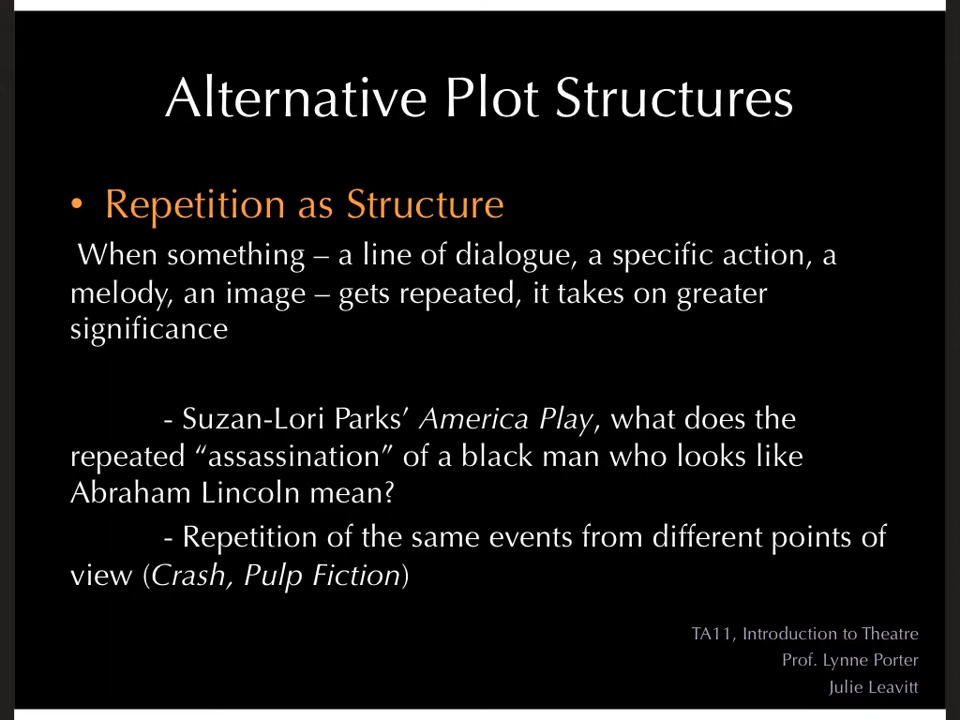 Alternative Plot Structures
• Repetition as Structure
When something – a line of dialogue, a specific action, a
melody, an image – gets repeated, it takes on greater
significance
- Suzan-Lori Parks’ America Play, what does the
repeated “assassination” of a black man who looks like
Abraham Lincoln mean?
- Repetition of the same events from different points of
view (Crash, Pulp Fiction)
TA11, Introduction to Theatre
Prof. Lynne Porter
Julie Leavitt